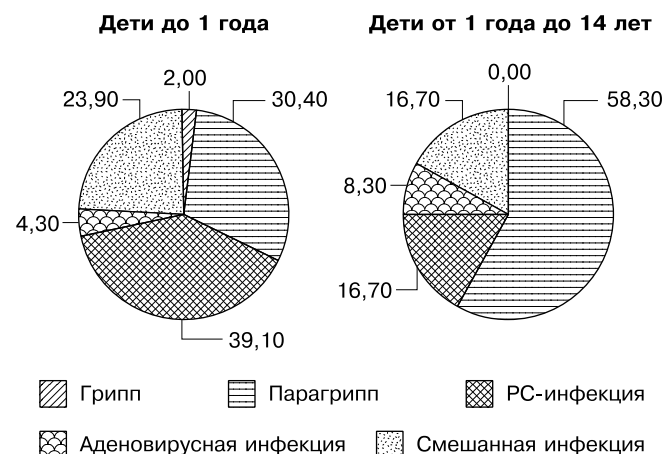 Дети до 1 года
Дети от 1 года до 14 лет
2,00
23,90
30,40
4,30
39,10
0,00
16,70
58,30
8,30
16,70
Грипп
Парагрипп
РС-инфекция
Аденовирусная инфекция
Смешанная инфекция